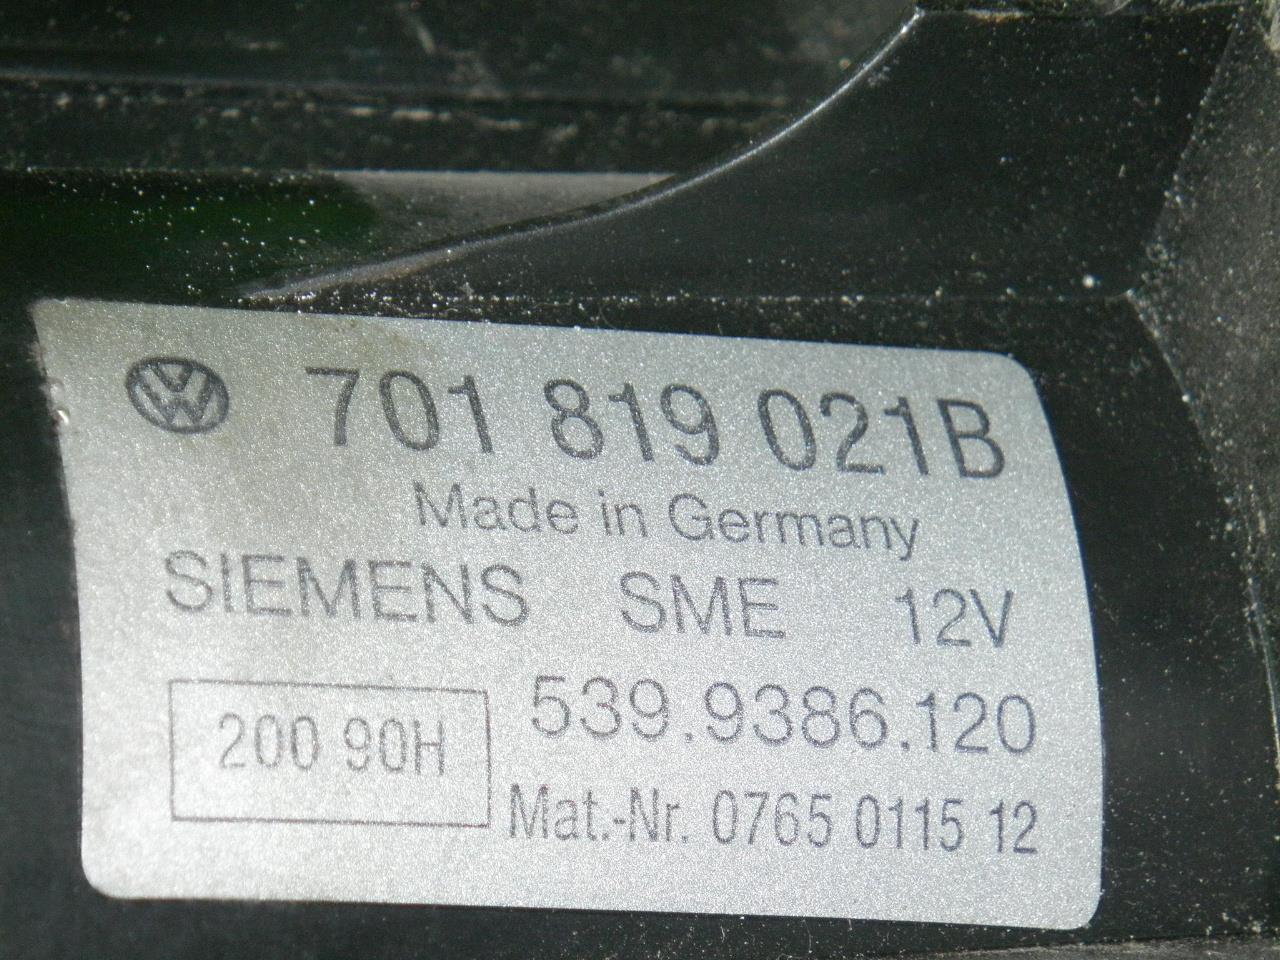 701 819 021B
Made in Germany
SIEMENS SME 12V
539.9386.120
200 90H
Mat.-Nr. 0765 0115 12